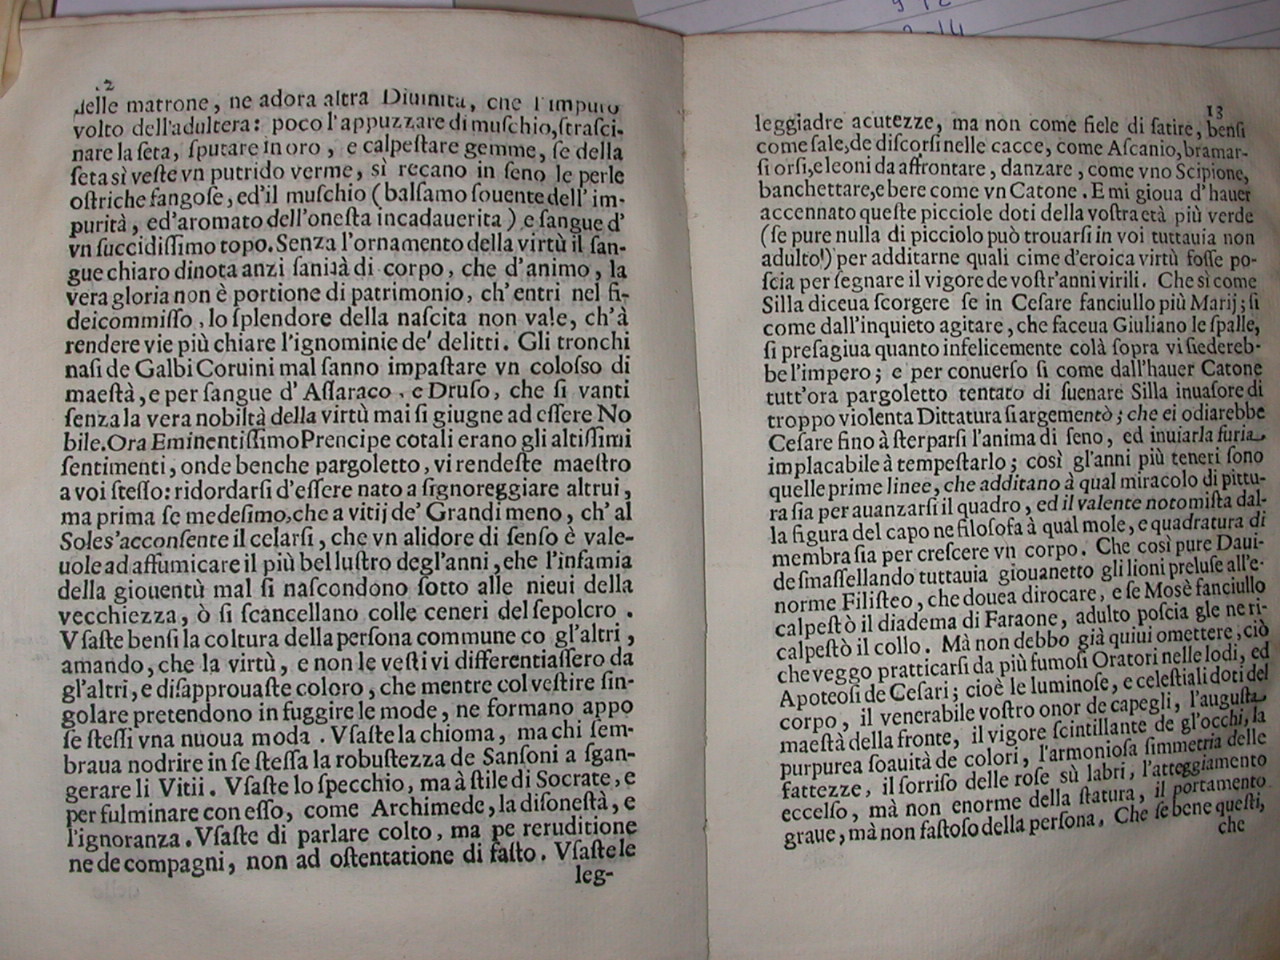 9 12
2-14
12
delle matrone, ne adora altra Diuinità, che l'impuro
volto dell'adultera: poco l'appuzzare di muſchio, ſtraſci-
nare la ſeta, ſputare in oro, e calpeſtare gemme, ſe della
ſeta sì veſte vn putrido verme, sì recano in ſeno le perle
oſtriche fangoſe, ed'il muſchio (balſamo ſouente dell' im-
purità, ed'aromato dell'oneſta incadauerita) e ſangue d'
vn ſuccidiſſimo topo. Senza l'ornamento della virtù il ſan-
gue chiaro dinota anzi ſanità di corpo, che d'animo, la
vera gloria non è portione di patrimonio, ch'entri nel fi-
deicommiſſo, lo ſplendore della naſcita non vale, ch'à
rendere vie più chiare l'ignominie de' delitti. Gli tronchi
naſi de Galbi Coruini mal ſanno impaſtare vn coloſſo di
maeſtà, e per ſangue d' Aſſaraco, e Druſo, che ſi vanti
ſenza la vera nobiltà della virtù mai ſi giugne ad eſſere No
bile. Ora Eminentiſſimo Prencipe cotali erano gli altiſſimi
ſentimenti, onde benche pargoletto, vi rendeſte maeſtro
a voi ſteſſo: ridordarſi d'eſſere nato a ſignoreggiare altrui,
ma prima ſe medeſimo, che a vitij de' Grandi meno, ch'al
Sole s'acconſente il celarſi, che vn alidore di ſenſo è vale-
uole ad affumicare il più bel luſtro degl'anni, ehe l'infamia
della giouentù mal ſi naſcondono ſotto alle nieui della
vecchiezza, ò ſi ſcancellano colle ceneri del ſepolcro.
Vſaſte benſi la coltura della perſona commune co gl'altri,
amando, che la virtù, e non le veſti vi differentiaſſero da
gl'altri, e diſapprouaſte coloro, che mentre col veſtire ſin-
golare pretendono in fuggire le mode, ne formano appo
ſe ſteſſi vna nuoua moda. Vſaſte la chioma, ma chi ſem-
braua nodrire in ſe ſteſſa la robuſtezza de Sanſoni a ſgan-
gerare li Vitii. Vſaſte lo ſpecchio, ma à ſtile di Socrate, e
per fulminare con eſſo, come Archimede, la diſoneſtà, e
l'ignoranza. Vſaſte di parlare colto, ma pe reruditione
ne de compagni, non ad oſtentatione di faſto. Vſaſte le
leg-
13
leggiadre acutezze, ma non come fiele di ſatire, benſi
come ſale, de diſcorſi nelle cacce, come Aſcanio, bramar-
ſi orſi, e leoni da affrontare, danzare, come vno Scipione,
banchettare, e bere come vn Catone. E mi gioua d'hauer
accennato queſte picciole doti della voſtra età più verde
(ſe pure nulla di picciolo può trouarſi in voi tuttauia non
adulto!) per additarne quali cime d'eroica virtù foſſe po-
ſcia per ſegnare il vigore de voſtr'anni virili. Che sì come
Silla diceua ſcorgere ſe in Ceſare fanciullo più Marij; ſi
come dall'inquieto agitare, che faceua Giuliano le ſpalle,
ſi preſagiua quanto infelicemente colà ſopra vi ſiedereb-
be l'impero; e per conuerſo ſi come dall'hauer Catone
tutt'ora pargoletto tentato di ſuenare Silla inuaſore di
troppo violenta Dittatura ſi argementò; che ei odiarebbe
Ceſare fino à ſterparſi l'anima di ſeno, ed inuiarla furia
implacabile à tempeſtarlo; così gl'anni più teneri ſono
quelle prime linee, che additano à qual miracolo di pittu-
ra ſia per auanzarſi il quadro, ed il valente notomiſta dal-
la figura del capo ne filoſofa à qual mole, e quadratura di
membra ſia per creſcere vn corpo. Che così pure Daui-
de ſmaſſellando tuttauia giouanetto gli lioni preluſe all'e-
norme Filiſteo, che douea dirocare, e ſe Mosè fanciullo
calpeſtò il diadema di Faraone, adulto poſcia gle ne ri-
calpeſtò il collo. Mà non debbo già quiui omettere, ciò
che veggo pratticarſi da più fumoſi Oratori nelle lodi, ed
Apoteoſi de Ceſari; cioè le luminoſe, e celeſtiali doti del
corpo, il venerabile voſtro onor de capegli, l'auguſta
maeſtà della fronte, il vigore ſcintillante de gl'occhi, la
purpurea ſoauità de colori, l'armonioſa ſimmetria delle
fattezze, il ſorriſo delle roſe sù labri, l'atteggiamento
eccelſo, mà non enorme della ſtatura, il portamento
graue, mà non faſtoſo della perſona. Che ſe bene queſti,
che